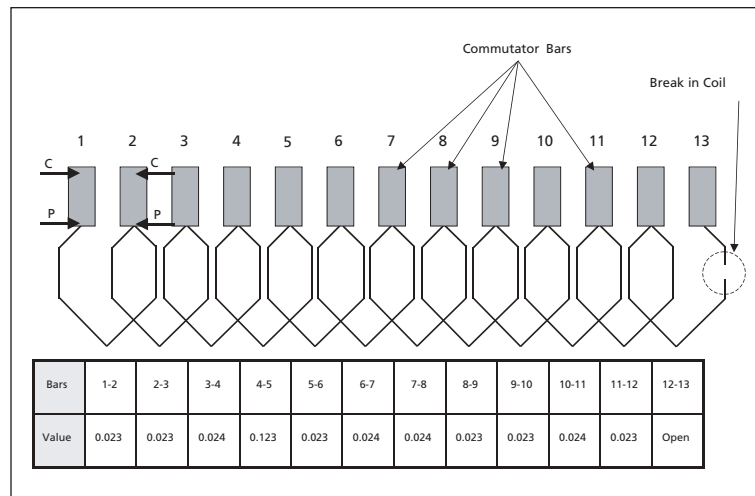 Commutator Bars
Break in Coil
1 2 3 4 5 6 7 8 9 10 11 12 13
C C
P P
Bars 1-2 2-3 3-4 4-5 5-6 6-7 7-8 8-9 9-10 10-11 11-12 12-13
Value 0.023 0.023 0.024 0.123 0.023 0.024 0.024 0.023 0.023 0.024 0.023 Open